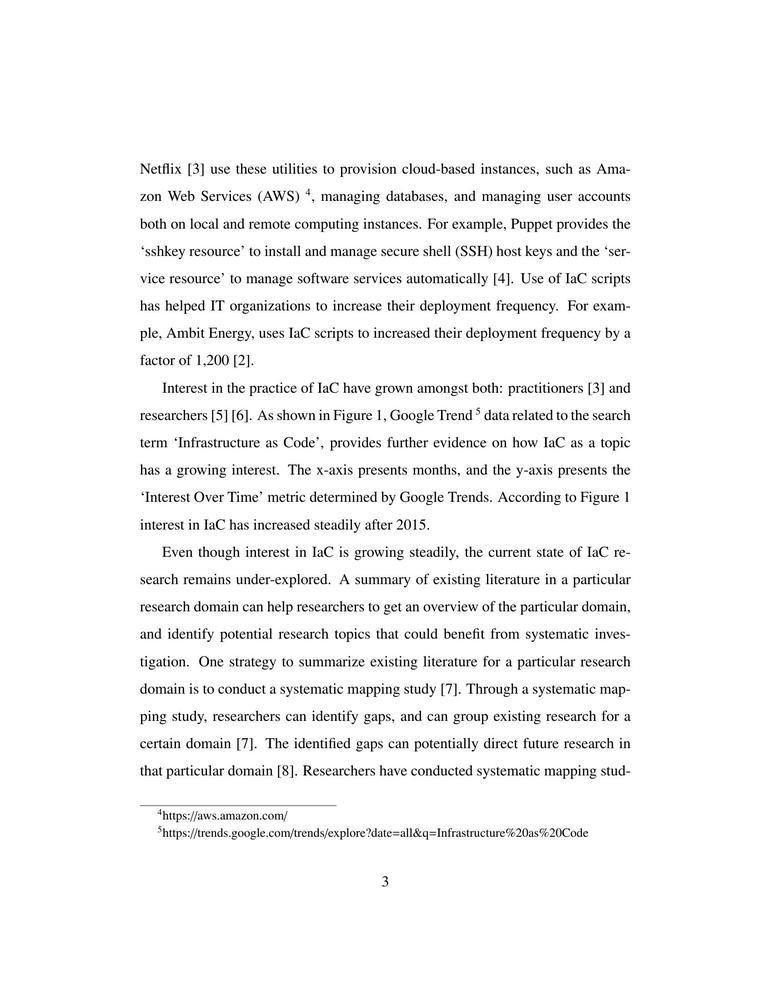 Netflix [3] use these utilities to provision cloud-based instances, such as Ama-
zon Web Services (AWS) 4, managing databases, and managing user accounts
both on local and remote computing instances. For example, Puppet provides the
‘sshkey resource’ to install and manage secure shell (SSH) host keys and the ‘ser-
vice resource’ to manage software services automatically [4]. Use of IaC scripts
has helped IT organizations to increase their deployment frequency. For exam-
ple, Ambit Energy, uses IaC scripts to increased their deployment frequency by a
factor of 1,200 [2].
Interest in the practice of IaC have grown amongst both: practitioners [3] and
researchers [5] [6]. As shown in Figure 1, Google Trend 5 data related to the search
term ‘Infrastructure as Code’, provides further evidence on how IaC as a topic
has a growing interest. The x-axis presents months, and the y-axis presents the
‘Interest Over Time’ metric determined by Google Trends. According to Figure 1
interest in IaC has increased steadily after 2015.
Even though interest in IaC is growing steadily, the current state of IaC re-
search remains under-explored. A summary of existing literature in a particular
research domain can help researchers to get an overview of the particular domain,
and identify potential research topics that could benefit from systematic inves-
tigation. One strategy to summarize existing literature for a particular research
domain is to conduct a systematic mapping study [7]. Through a systematic map-
ping study, researchers can identify gaps, and can group existing research for a
certain domain [7]. The identified gaps can potentially direct future research in
that particular domain [8]. Researchers have conducted systematic mapping stud-
4https://aws.amazon.com/
5https://trends.google.com/trends/explore?date=all&q=Infrastructure%20as%20Code
3